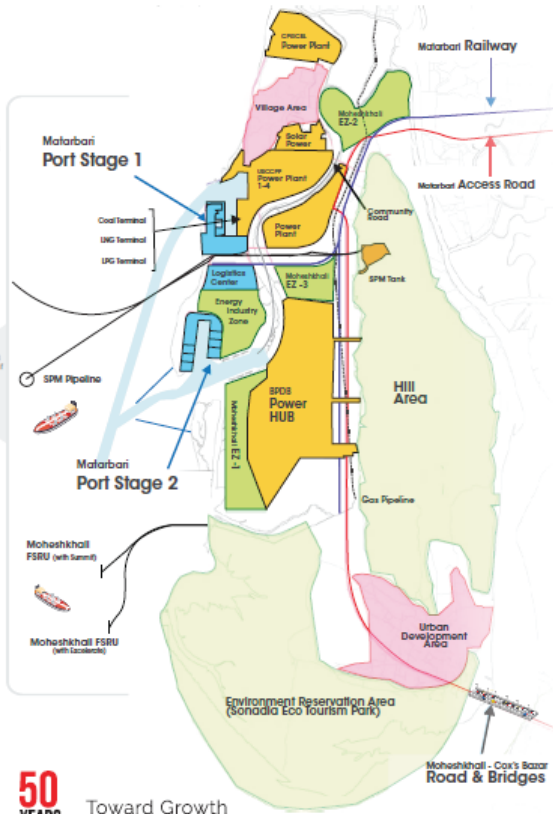 CPGCBL
Power Plant
Matarbari Railway
Village Area
Moheshkhali
EZ-2
Solar
Power
Matarbari
Port Stage 1
Power Plant
1-4
Matarbari Access Road
Coal Terminal
LNG Terminal
LPG Terminal
Community
Road
Power
Plant
SPM Tank
Logistics
Center
Moheshkhali
EZ -3
Energy
Industry
Zone
SPM Pipeline
BPDB
Power
HUB
Hill
Area
Moheshkhali EZ -1
Matarbari
Port Stage 2
Gas Pipeline
Moheshkhali
FSRU (with Summit)
Moheshkhali FSRU
(with Excelerate)
Urban
Development
Area
Environment Reservation Area
(Sonadia Eco Tourism Park)
Moheshkhali - Cox's Bazar
Road & Bridges
50
YEARS
Toward Growth